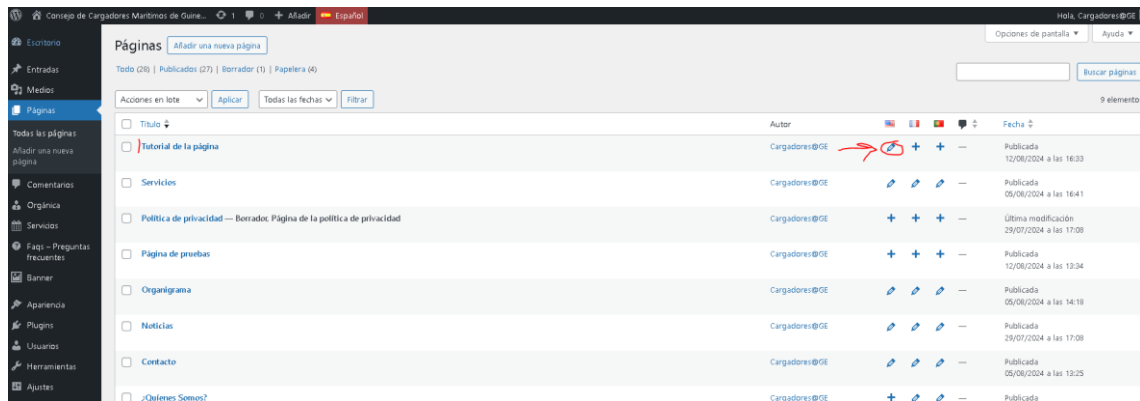 Consejo de Cargadores Marítimos de Guine... 1 0 + Añadir Español Hola, Cargadores@GE
Escritorio
Entradas
Medios
Páginas
Todas las páginas
Añadir una nueva
página
Comentarios
Orgánica
Servicios
Faqs – Preguntas
frecuentes
Banner
Apariencia
Plugins
Usuarios
Herramientas
Ajustes
Opciones de pantalla Ayuda
Páginas Añadir una nueva página
Todo (28) | Publicados (27) | Borrador (1) | Papelera (4)
Buscar páginas
Acciones en lote Aplicar Todas las fechas Filtrar 9 elemento
Título Autor Fecha
Tutorial de la página Cargadores@GE + + — Publicada
12/08/2024 a las 16:33
Servicios Cargadores@GE — Publicada
05/08/2024 a las 16:41
Política de privacidad — Borrador, Página de la política de privacidad Cargadores@GE + + + — Última modificación
29/07/2024 a las 17:08
Página de pruebas Cargadores@GE + + + — Publicada
12/08/2024 a las 13:34
Organigrama Cargadores@GE — Publicada
05/08/2024 a las 14:18
Noticias Cargadores@GE — Publicada
29/07/2024 a las 17:08
Contacto Cargadores@GE — Publicada
05/08/2024 a las 13:25
¿Quienes Somos? Cargadores@GE + — Publicada